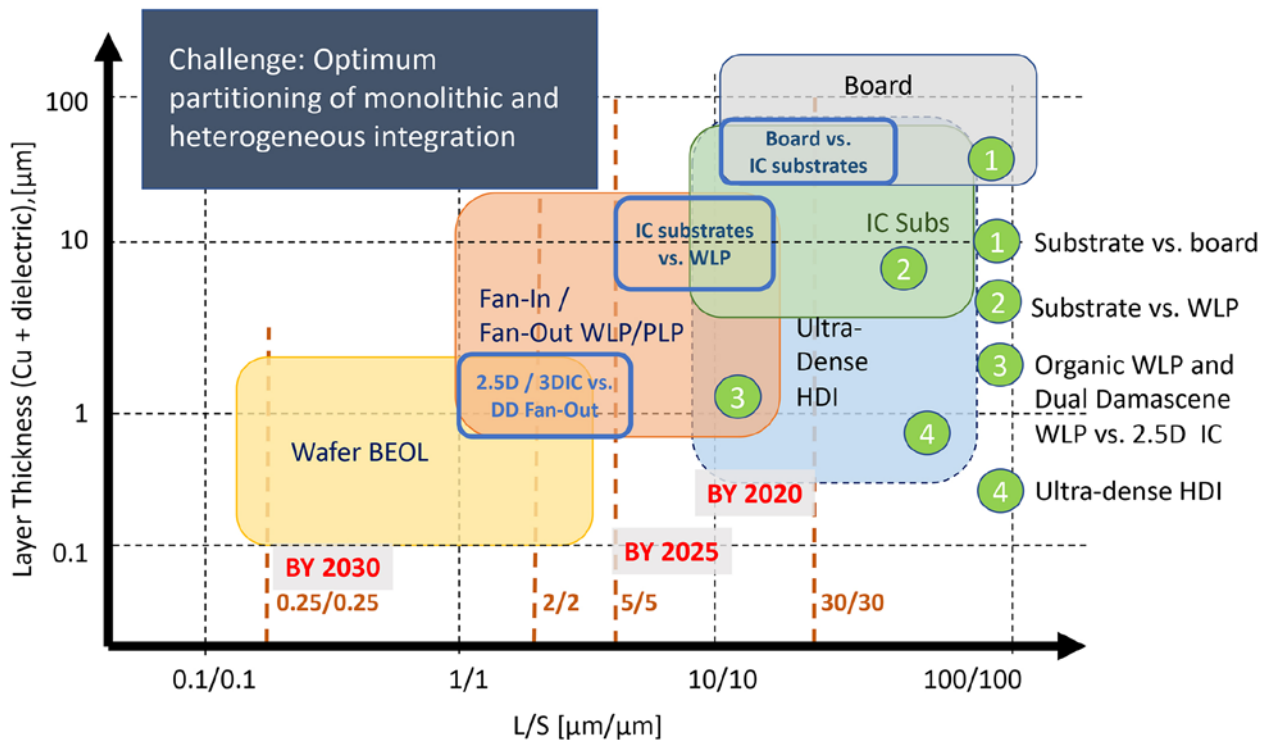 Challenge: Optimum
partitioning of monolithic and
heterogeneous integration
Layer Thickness (Cu + dielectric),[μm]
100
10
1
0.1
Board
Board vs.
IC substrates
1
IC Subs
2
IC substrates
vs. WLP
Fan-In /
Fan-Out WLP/PLP
Ultra-
Dense
HDI
2.5D / 3DIC vs.
DD Fan-Out
3
4
Wafer BEOL
1
Substrate vs. board
2
Substrate vs. WLP
3
Organic WLP and
Dual Damascene
WLP vs. 2.5D IC
4
Ultra-dense HDI
BY 2020
BY 2025
BY 2030
0.25/0.25
2/2
5/5
30/30
0.1/0.1
1/1
10/10
100/100
L/S [μm/μm]